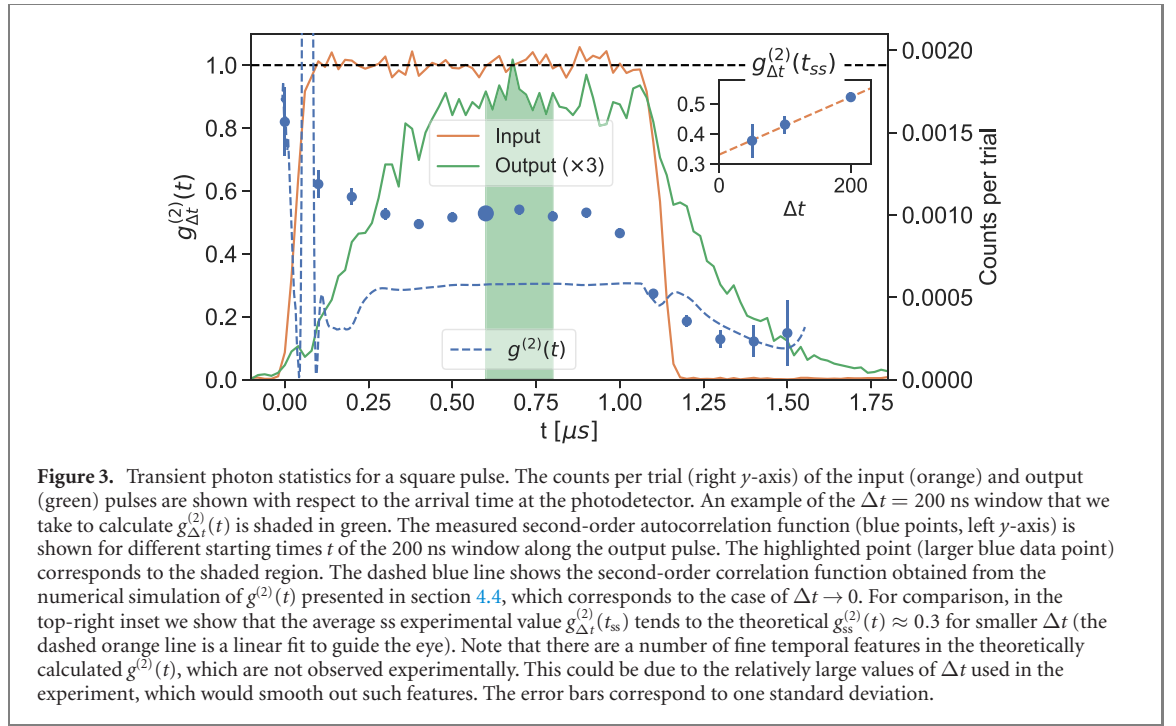 g_{Δt}^{(2)}(t)
1.0
0.8
0.6
0.4
0.2
0.0
0.00 0.25 0.50 0.75 1.00 1.25 1.50 1.75
t [μs]
Input
Output (×3)
g^{(2)}(t)
g_{Δt}^{(2)}(t_{ss})
0.5
0.4
0.3
0 200
Δt
0.0020
0.0015
0.0010
0.0005
0.0000
Counts per trial
Figure 3. Transient photon statistics for a square pulse. The counts per trial (right y-axis) of the input (orange) and output
(green) pulses are shown with respect to the arrival time at the photodetector. An example of the Δt = 200 ns window that we
take to calculate g_{Δt}^{(2)}(t) is shaded in green. The measured second-order autocorrelation function (blue points, left y-axis) is
shown for different starting times t of the 200 ns window along the output pulse. The highlighted point (larger blue data point)
corresponds to the shaded region. The dashed blue line shows the second-order correlation function obtained from the
numerical simulation of g^{(2)}(t) presented in section 4.4, which corresponds to the case of Δt → 0. For comparison, in the
top-right inset we show that the average ss experimental value g_{Δt}^{(2)}(t_{ss}) tends to the theoretical g_{ss}^{(2)}(t) ≈ 0.3 for smaller Δt (the
dashed orange line is a linear fit to guide the eye). Note that there are a number of fine temporal features in the theoretically
calculated g^{(2)}(t), which are not observed experimentally. This could be due to the relatively large values of Δt used in the
experiment, which would smooth out such features. The error bars correspond to one standard deviation.